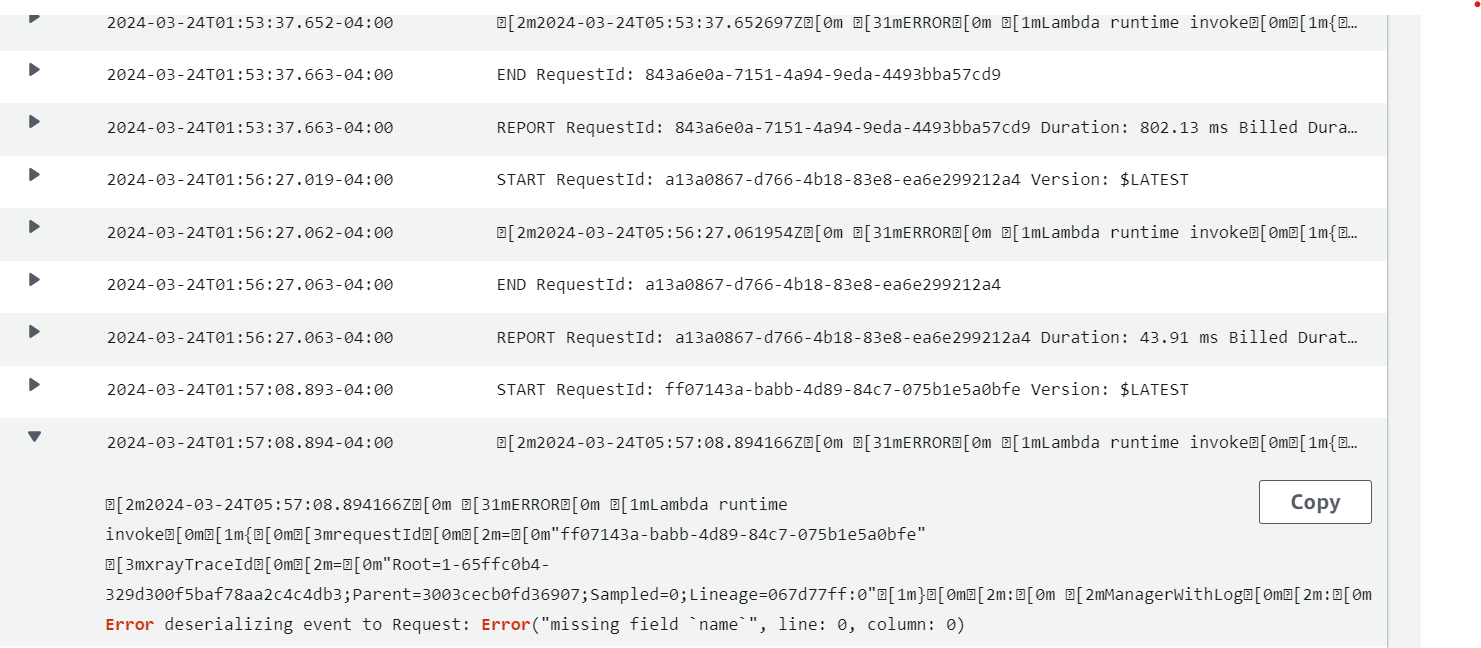 2024-03-24T01:53:37.652-04:00 �[2m2024-03-24T05:53:37.652697Z�[0m �[31mERROR�[0m �[1mLambda runtime invoke�[0m�[1m{�…
2024-03-24T01:53:37.663-04:00 END RequestId: 843a6e0a-7151-4a94-9eda-4493bba57cd9
2024-03-24T01:53:37.663-04:00 REPORT RequestId: 843a6e0a-7151-4a94-9eda-4493bba57cd9 Duration: 802.13 ms Billed Dura…
2024-03-24T01:56:27.019-04:00 START RequestId: a13a0867-d766-4b18-83e8-ea6e299212a4 Version: $LATEST
2024-03-24T01:56:27.062-04:00 �[2m2024-03-24T05:56:27.061954Z�[0m �[31mERROR�[0m �[1mLambda runtime invoke�[0m�[1m{�…
2024-03-24T01:56:27.063-04:00 END RequestId: a13a0867-d766-4b18-83e8-ea6e299212a4
2024-03-24T01:56:27.063-04:00 REPORT RequestId: a13a0867-d766-4b18-83e8-ea6e299212a4 Duration: 43.91 ms Billed Durat…
2024-03-24T01:57:08.893-04:00 START RequestId: ff07143a-babb-4d89-84c7-075b1e5a0bfe Version: $LATEST
2024-03-24T01:57:08.894-04:00 �[2m2024-03-24T05:57:08.894166Z�[0m �[31mERROR�[0m �[1mLambda runtime invoke�[0m�[1m{�…
�[2m2024-03-24T05:57:08.894166Z�[0m �[31mERROR�[0m �[1mLambda runtime
Copy
invoke�[0m�[1m{�[0m�[3mrequestId�[0m�[2m=�[0m"ff07143a-babb-4d89-84c7-075b1e5a0bfe"
�[3mxrayTraceId�[0m�[2m=�[0m"Root=1-65ffc0b4-
329d300f5baf78aa2c4c4db3;Parent=3003cecb0fd36907;Sampled=0;Lineage=067d77ff:0"�[1m}�[0m�[2m:�[0m �[2mManagerWithLog�[0m�[2m:�[0m
Error deserializing event to Request: Error("missing field `name`", line: 0, column: 0)